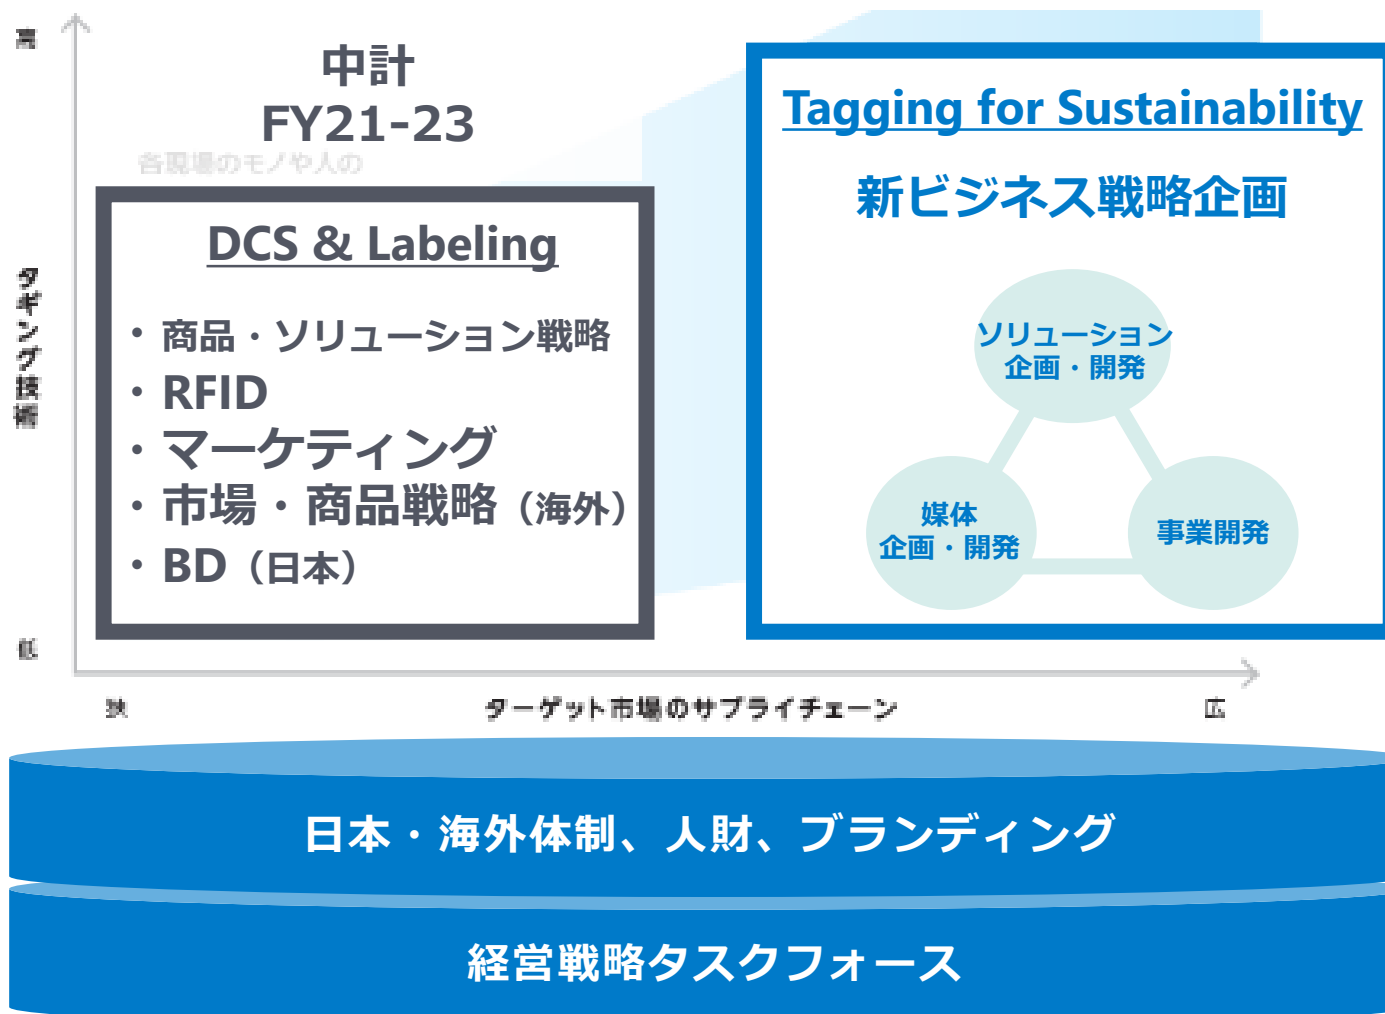 高
中計
FY21-23
各現場のモノや人の
DCS & Labeling
・商品・ソリューション戦略
・RFID
・マーケティング
・市場・商品戦略（海外）
・BD（日本）
Tagging for Sustainability
新ビジネス戦略企画
ソリューション
企画・開発
媒体
企画・開発
事業開発
タギング技術
低
狭
ターゲット市場のサプライチェーン
広
日本・海外体制、人財、ブランディング
経営戦略タスクフォース